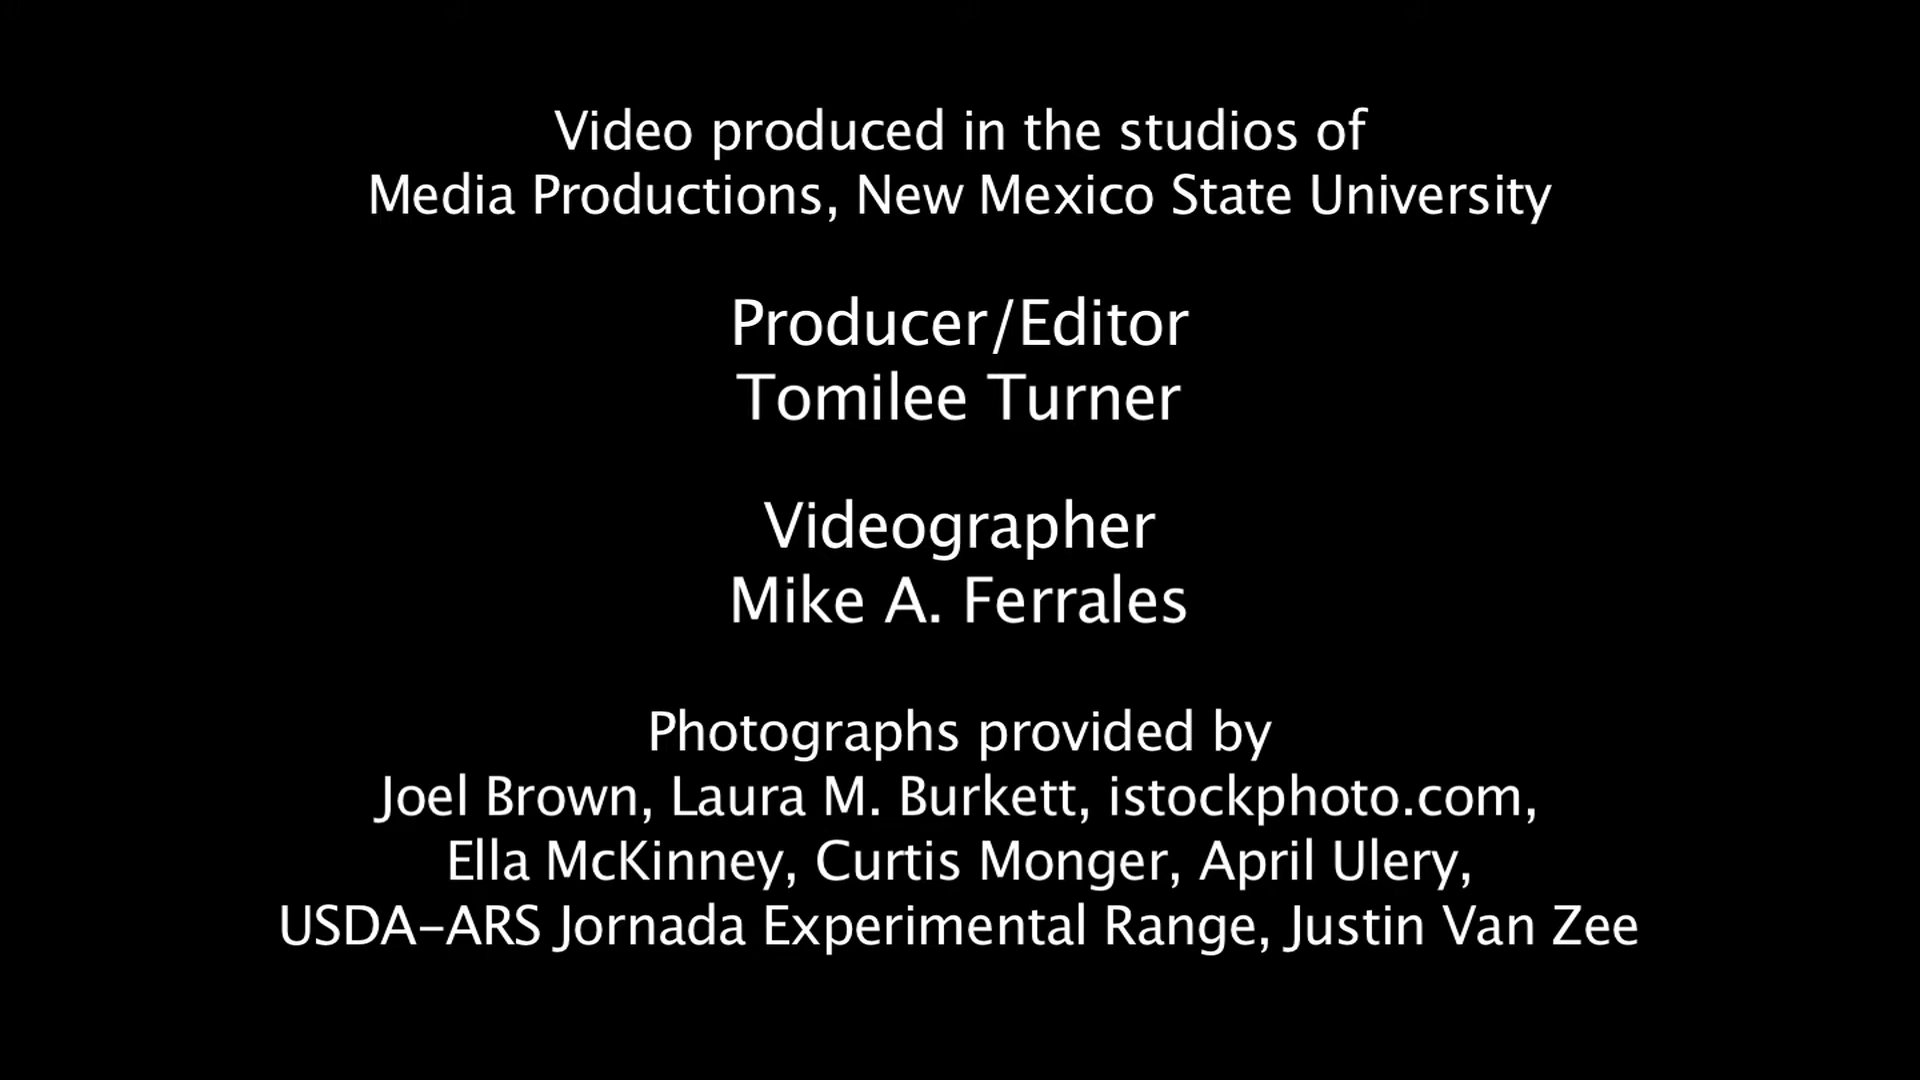 Video produced in the studios of
Media Productions, New Mexico State University
Producer/Editor
Tomilee Turner
Videographer
Mike A. Ferrales
Photographs provided by
Joel Brown, Laura M. Burkett, istockphoto.com,
Ella McKinney, Curtis Monger, April Ulery,
USDA-ARS Jornada Experimental Range, Justin Van Zee